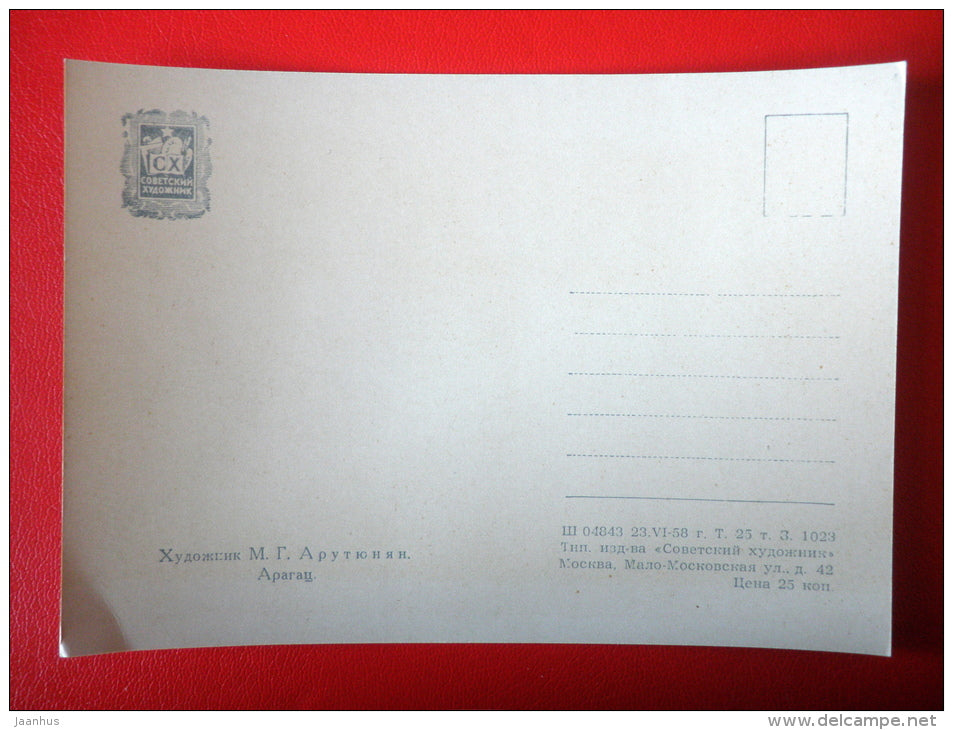 СХ
СОВЕТСКИЙ
ХУДОЖНИК
Художник М. Г. Арутюнян.
Арагац.
Ш 04843 23.VI-58 г. Т. 25 т. З. 1023
Тип. изд-ва «Советский художник»
Москва, Мало-Московская ул., д. 42
Цена 25 коп.
jaanhus
www.delcampe.net